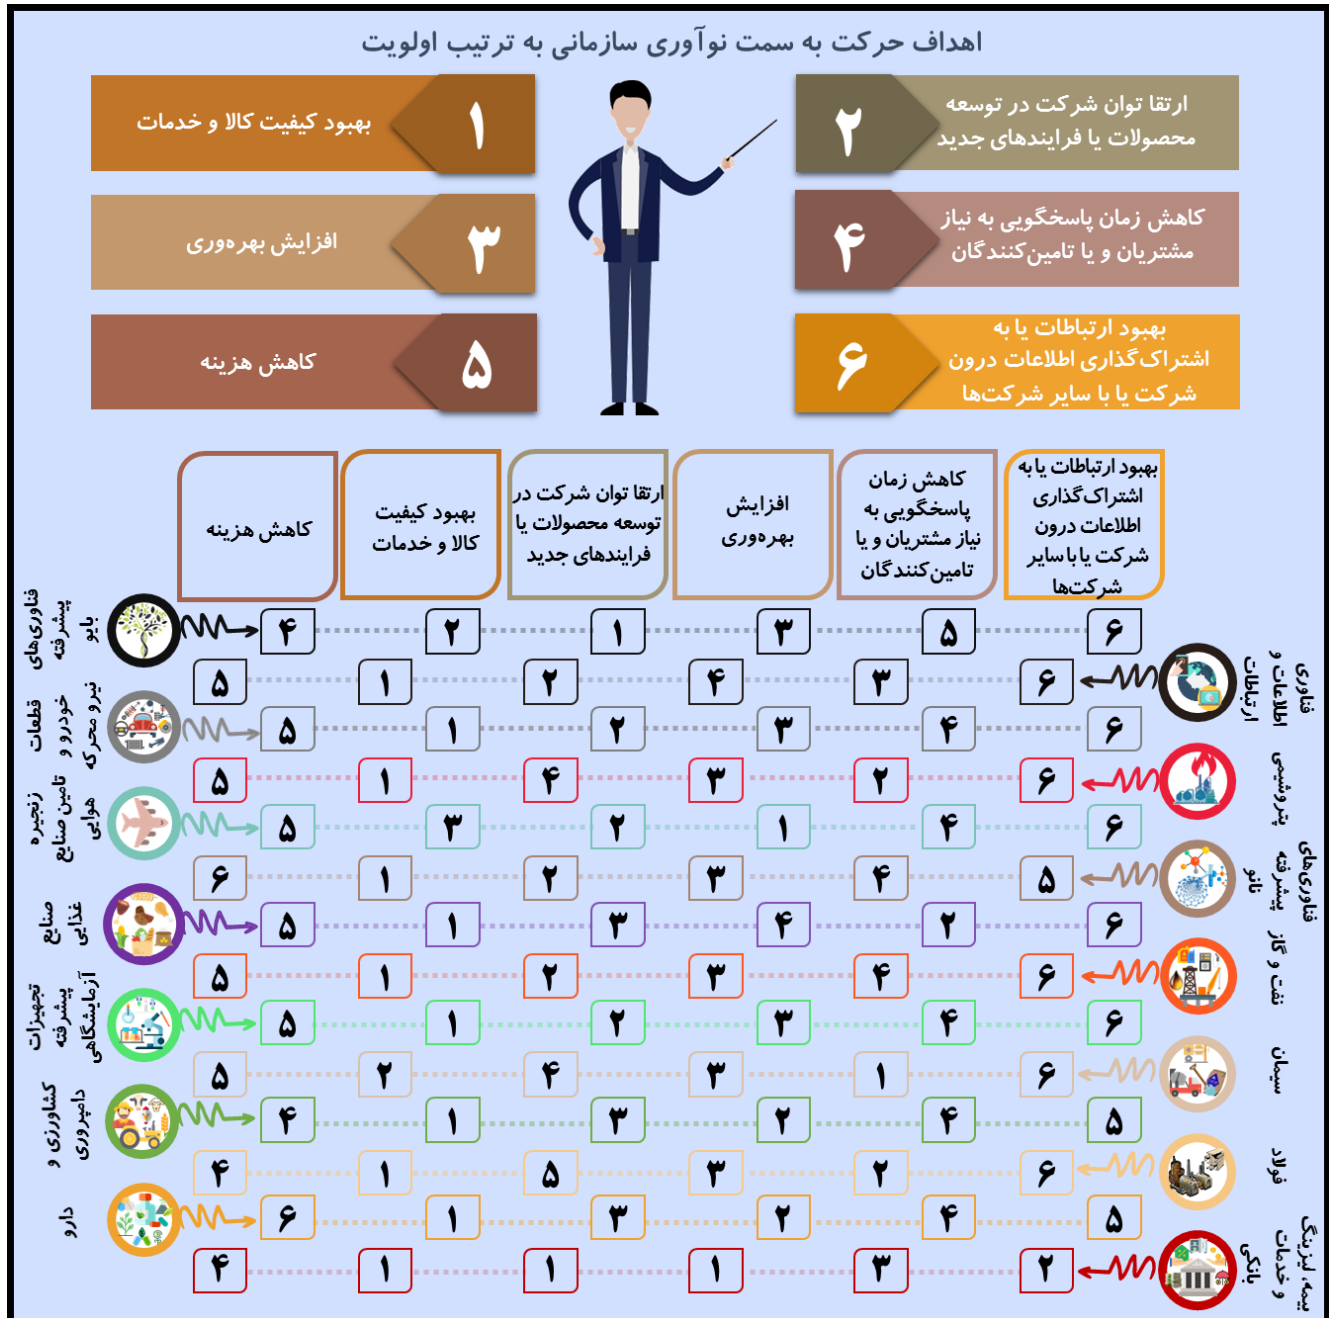 اهداف حرکت به سمت نوآوری سازمانی به ترتیب اولویت
۲
ارتقا توان شرکت در توسعه
محصولات یا فرایندهای جدید
۱
بهبود کیفیت کالا و خدمات
۴
کاهش زمان پاسخگویی به نیاز
مشتریان و یا تامین‌کنندگان
۳
افزایش بهره‌وری
۶
بهبود ارتباطات یا به
اشتراک‌گذاری اطلاعات درون
شرکت یا با سایر شرکت‌ها
۵
کاهش هزینه
بهبود ارتباطات یا به
اشتراک‌گذاری
اطلاعات درون
شرکت یا با سایر
شرکت‌ها
کاهش زمان
پاسخگویی به
نیاز مشتریان و یا
تامین‌کنندگان
افزایش
بهره‌وری
ارتقا توان شرکت در
توسعه محصولات یا
فرایندهای جدید
بهبود کیفیت
کالا و خدمات
کاهش هزینه
فناوری‌های
پیشرفته
بایو
۶ ۵ ۳ ۱ ۲ ۴
فناوری
اطلاعات و
ارتباطات
۶ ۳ ۴ ۲ ۱ ۵
قطعات
خودرو و
نیرو محرکه
۶ ۴ ۳ ۲ ۱ ۵
پتروشیمی
۶ ۲ ۳ ۴ ۱ ۵
زنجیره
تامین صنایع
هوایی
۶ ۴ ۱ ۲ ۳ ۵
فناوری‌های
پیشرفته
نانو
۵ ۴ ۳ ۲ ۱ ۶
صنایع
غذایی
۶ ۲ ۴ ۳ ۱ ۵
نفت و گاز
۶ ۴ ۳ ۲ ۱ ۵
تجهیزات
پیشرفته
آزمایشگاهی
۶ ۴ ۳ ۲ ۱ ۵
سیمان
۶ ۱ ۳ ۴ ۲ ۵
کشاورزی و
دامپروری
۵ ۴ ۲ ۳ ۱ ۴
فولاد
۶ ۲ ۳ ۵ ۱ ۴
دارو
۵ ۴ ۲ ۳ ۱ ۶
بیمه، لیزینگ
و خدمات
بانکی
۲ ۳ ۱ ۱ ۱ ۴